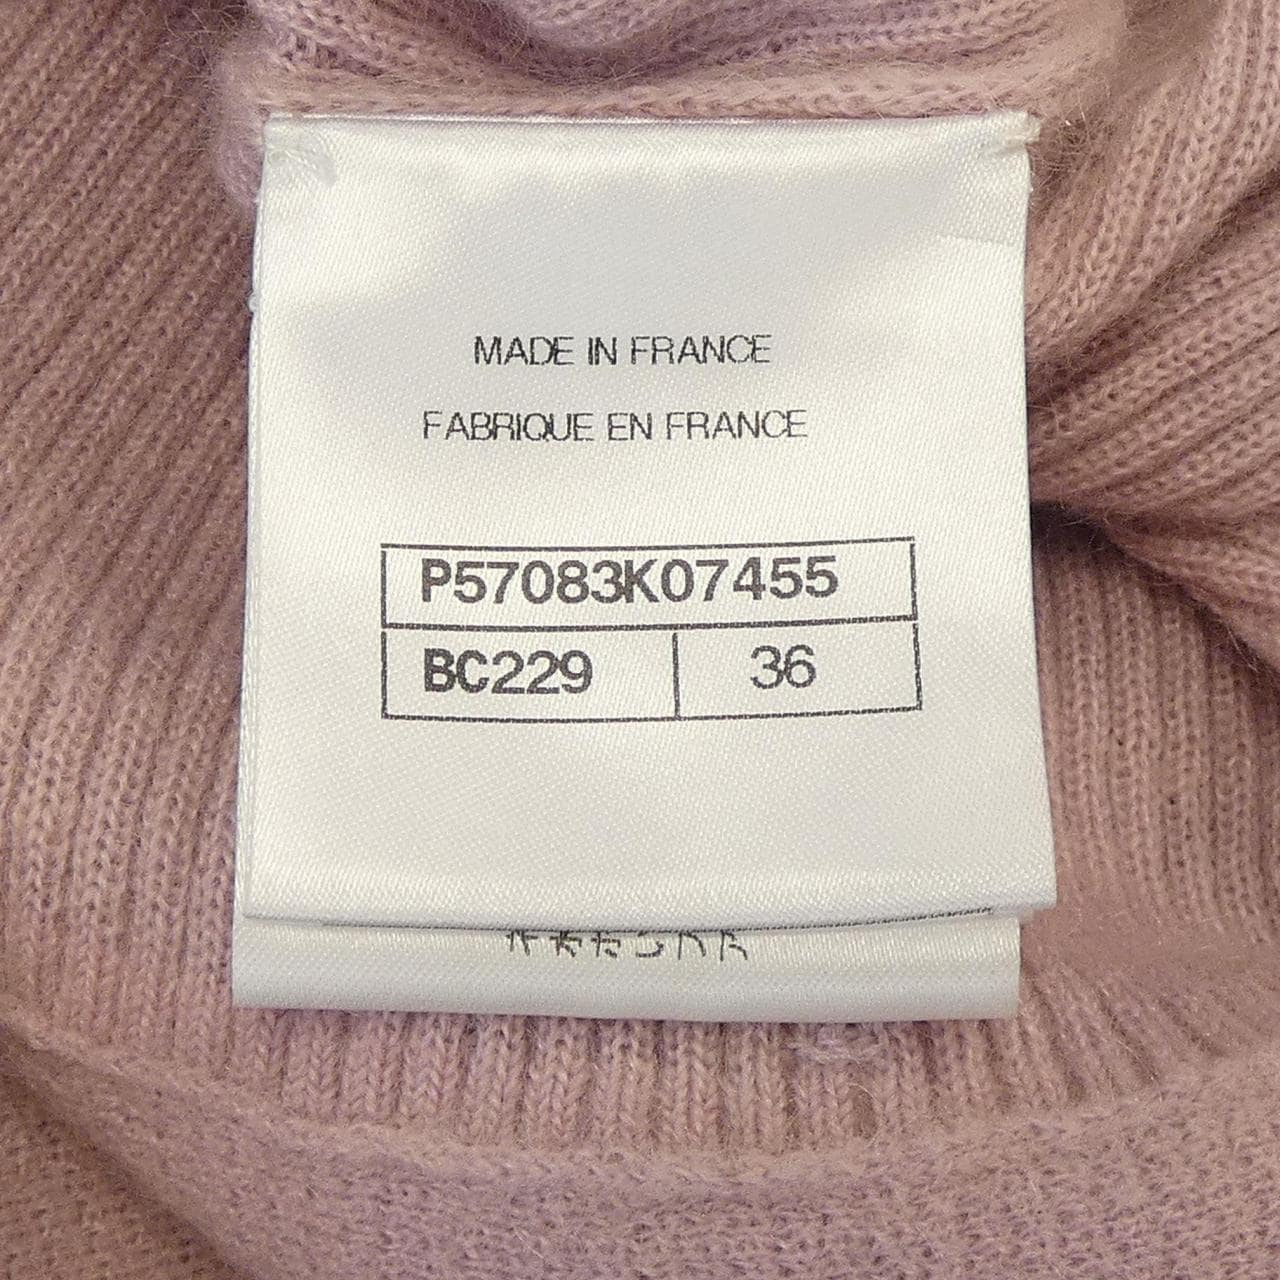 MADE IN FRANCE
FABRIQUE EN FRANCE
P57083K07455
BC229 36